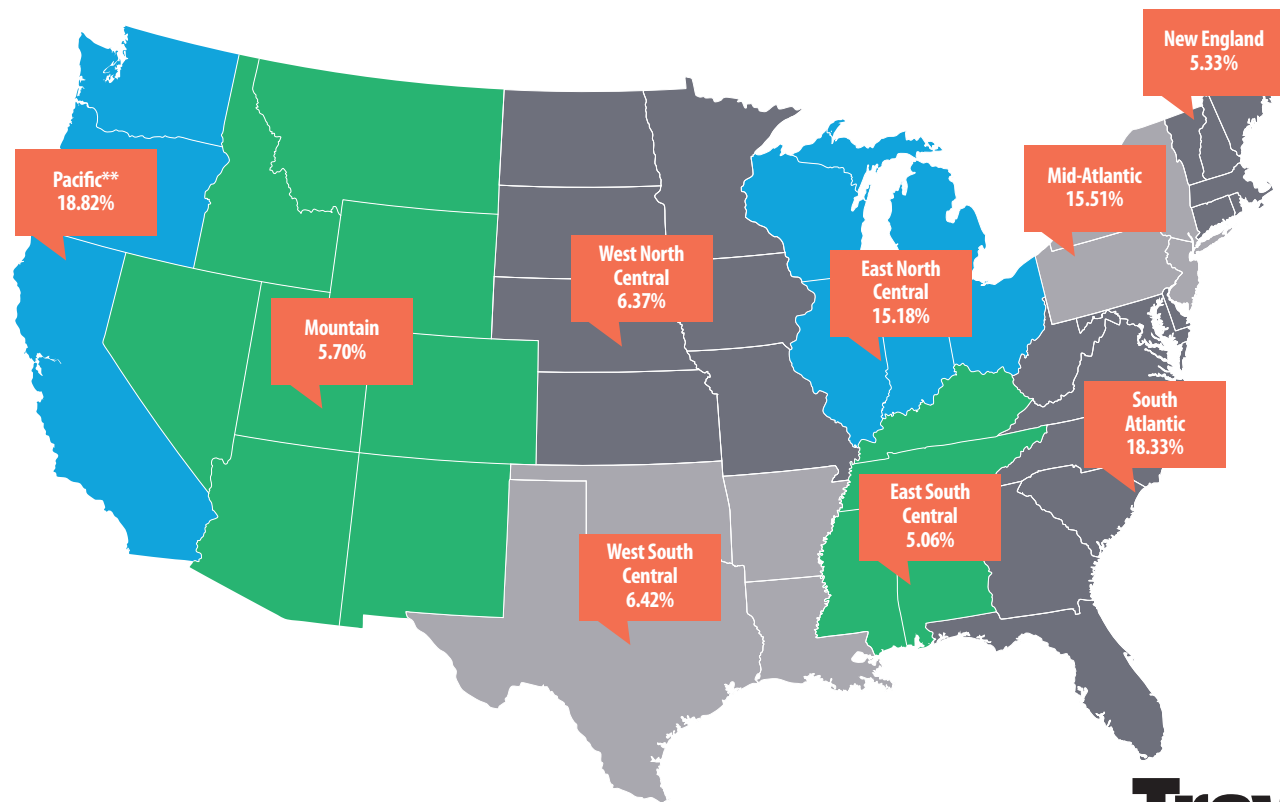 New England
5.33%
Pacific**
18.82%
Mid-Atlantic
15.51%
West North
Central
6.37%
East North
Central
15.18%
Mountain
5.70%
South
Atlantic
18.33%
East South
Central
5.06%
West South
Central
6.42%